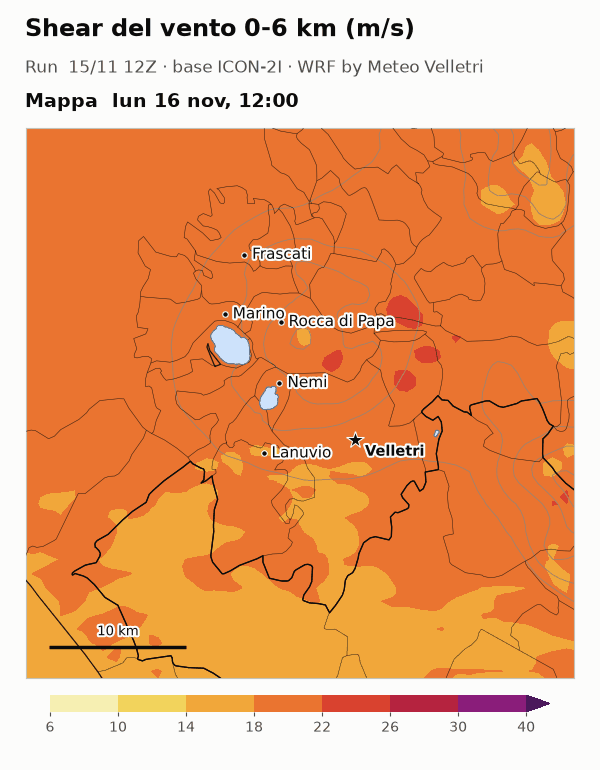 Shear del vento 0-6 km (m/s)
Run  15/11 12Z · base ICON-2I · WRF by Meteo Velletri
Mappa  lun 16 nov, 12:00
Frascati
Marino
Rocca di Papa
Nemi
Velletri
Lanuvio
10 km
6 10 14 18 22 26 30 40